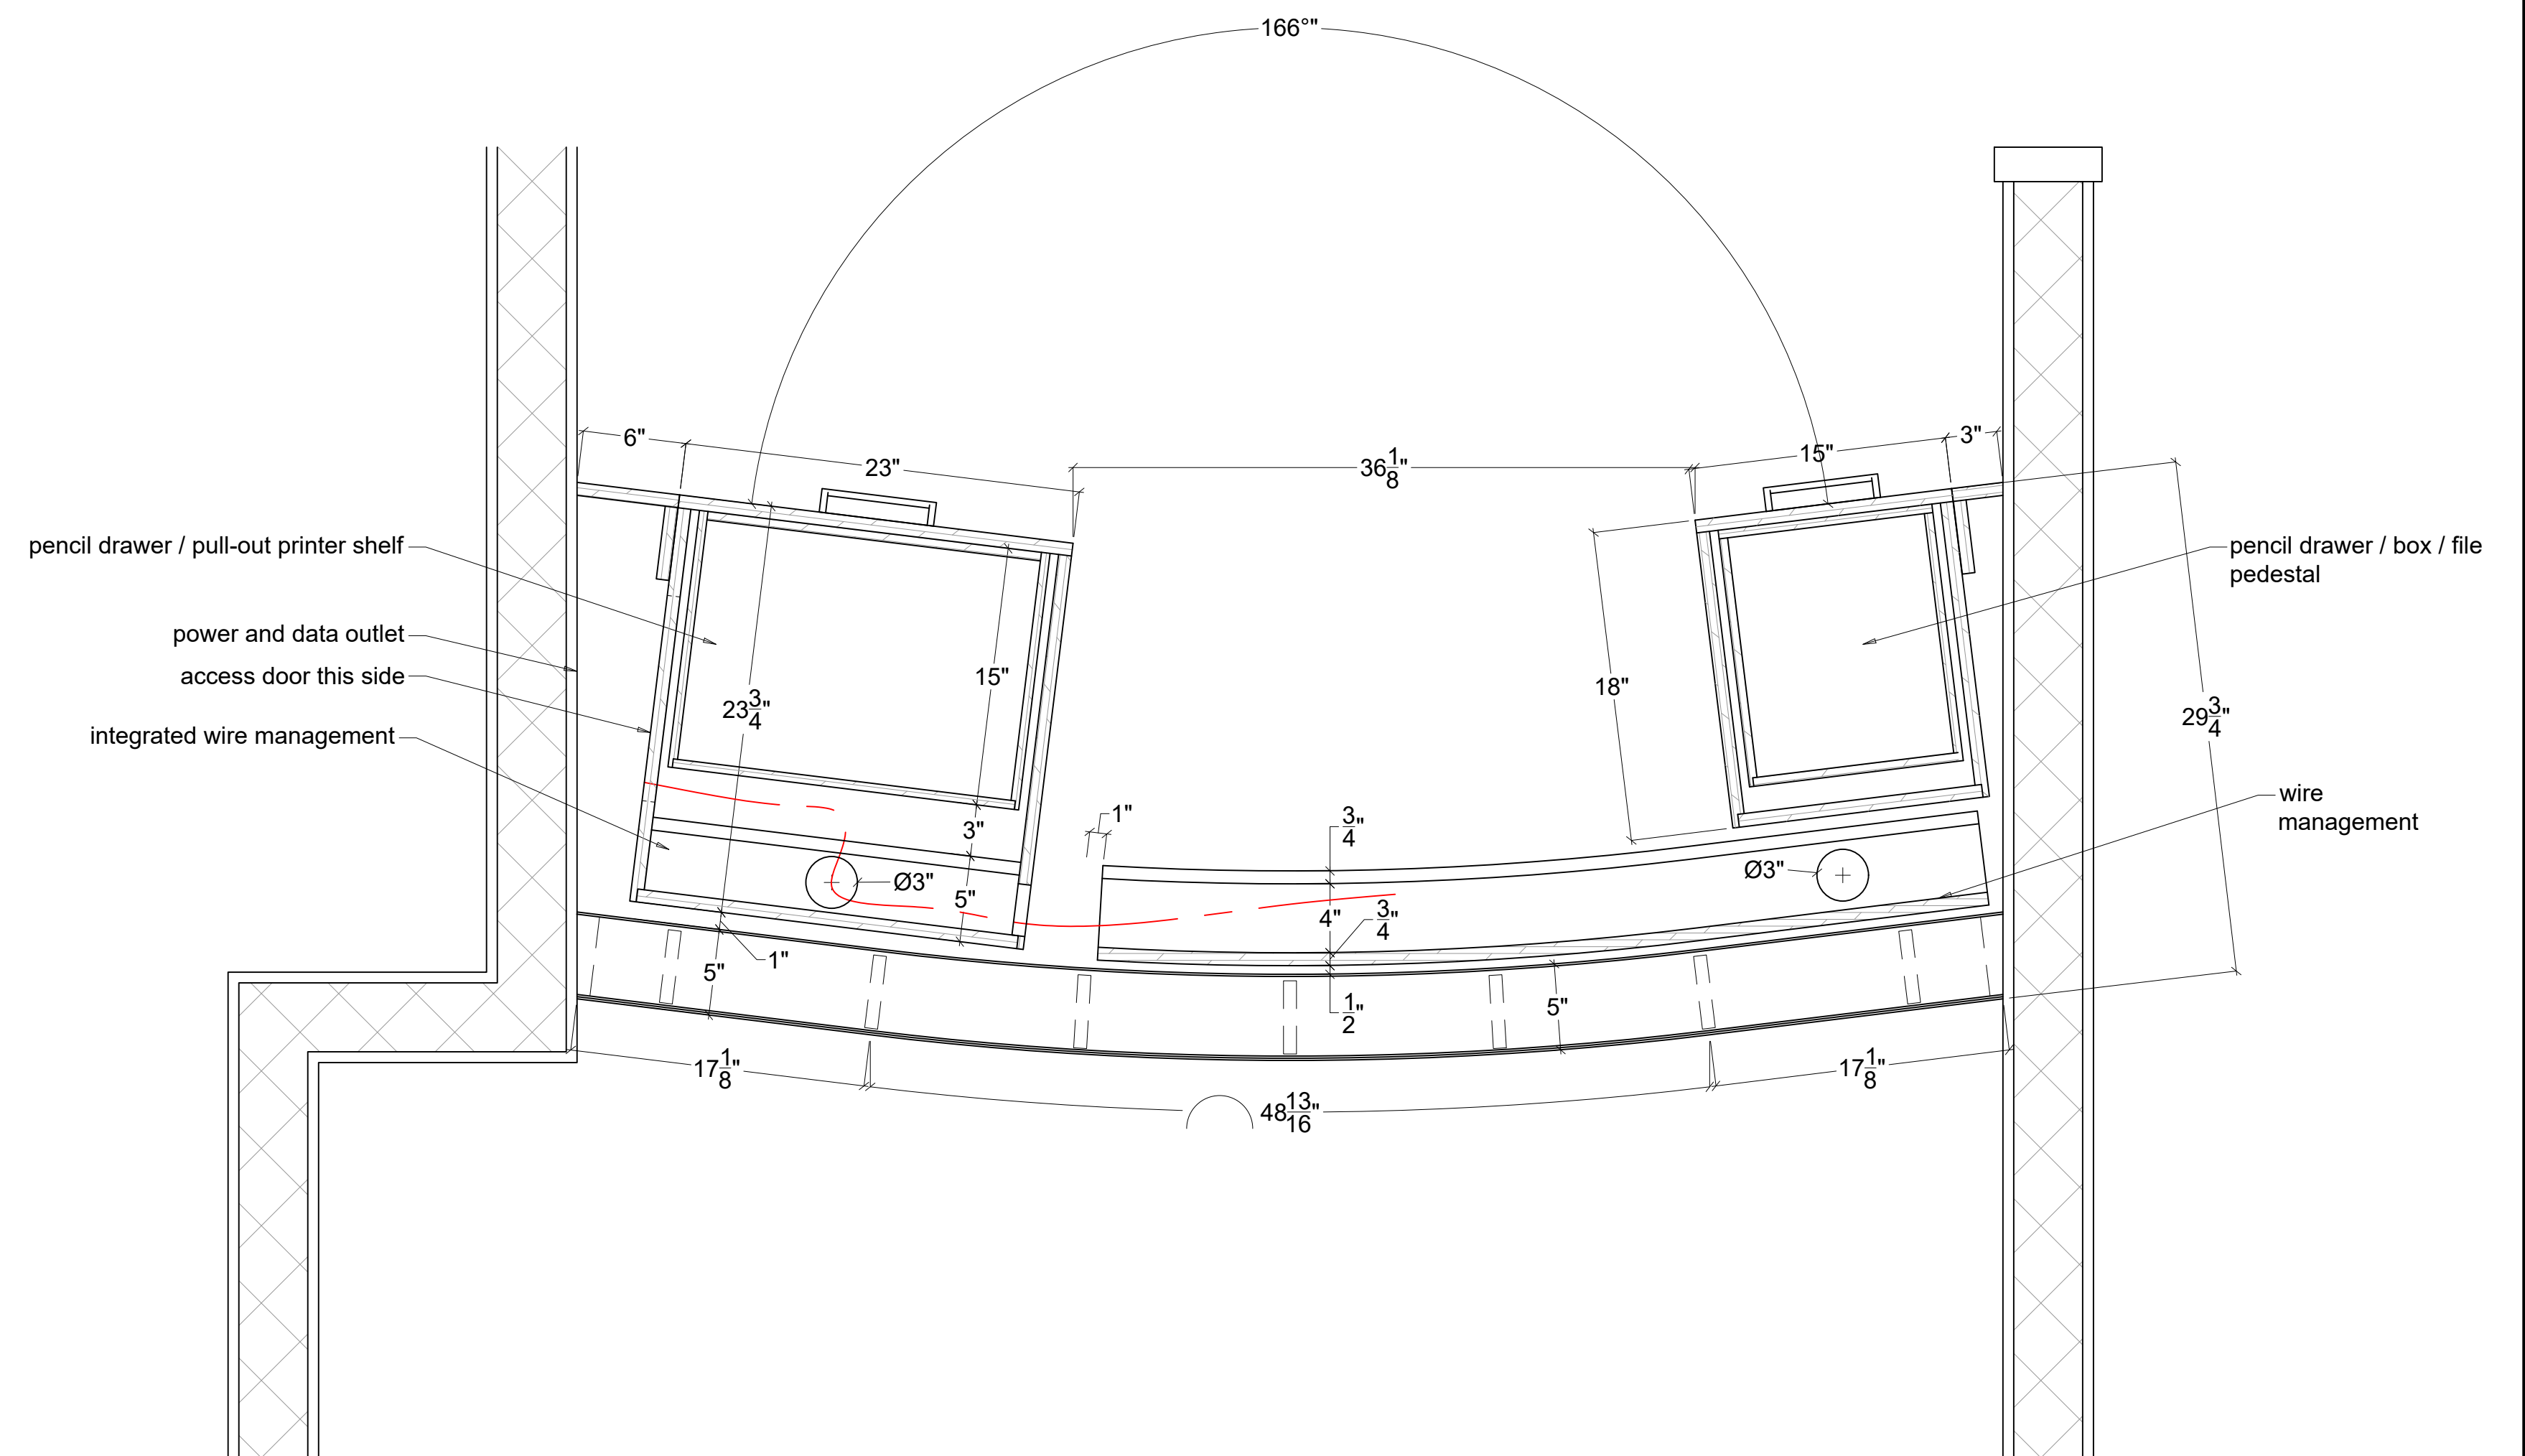 166°"
6"
23"
36 1/8"
15"
3"
pencil drawer / pull-out printer shelf
pencil drawer / box / file
pedestal
power and data outlet
access door this side
integrated wire management
23 3/4"
15"
18"
29 3/4"
wire
management
1"
3/4"
3"
Ø3"
5"
Ø3"
4"
3/4"
1"
5"
1/2"
5"
17 1/8"
48 13/16"
17 1/8"